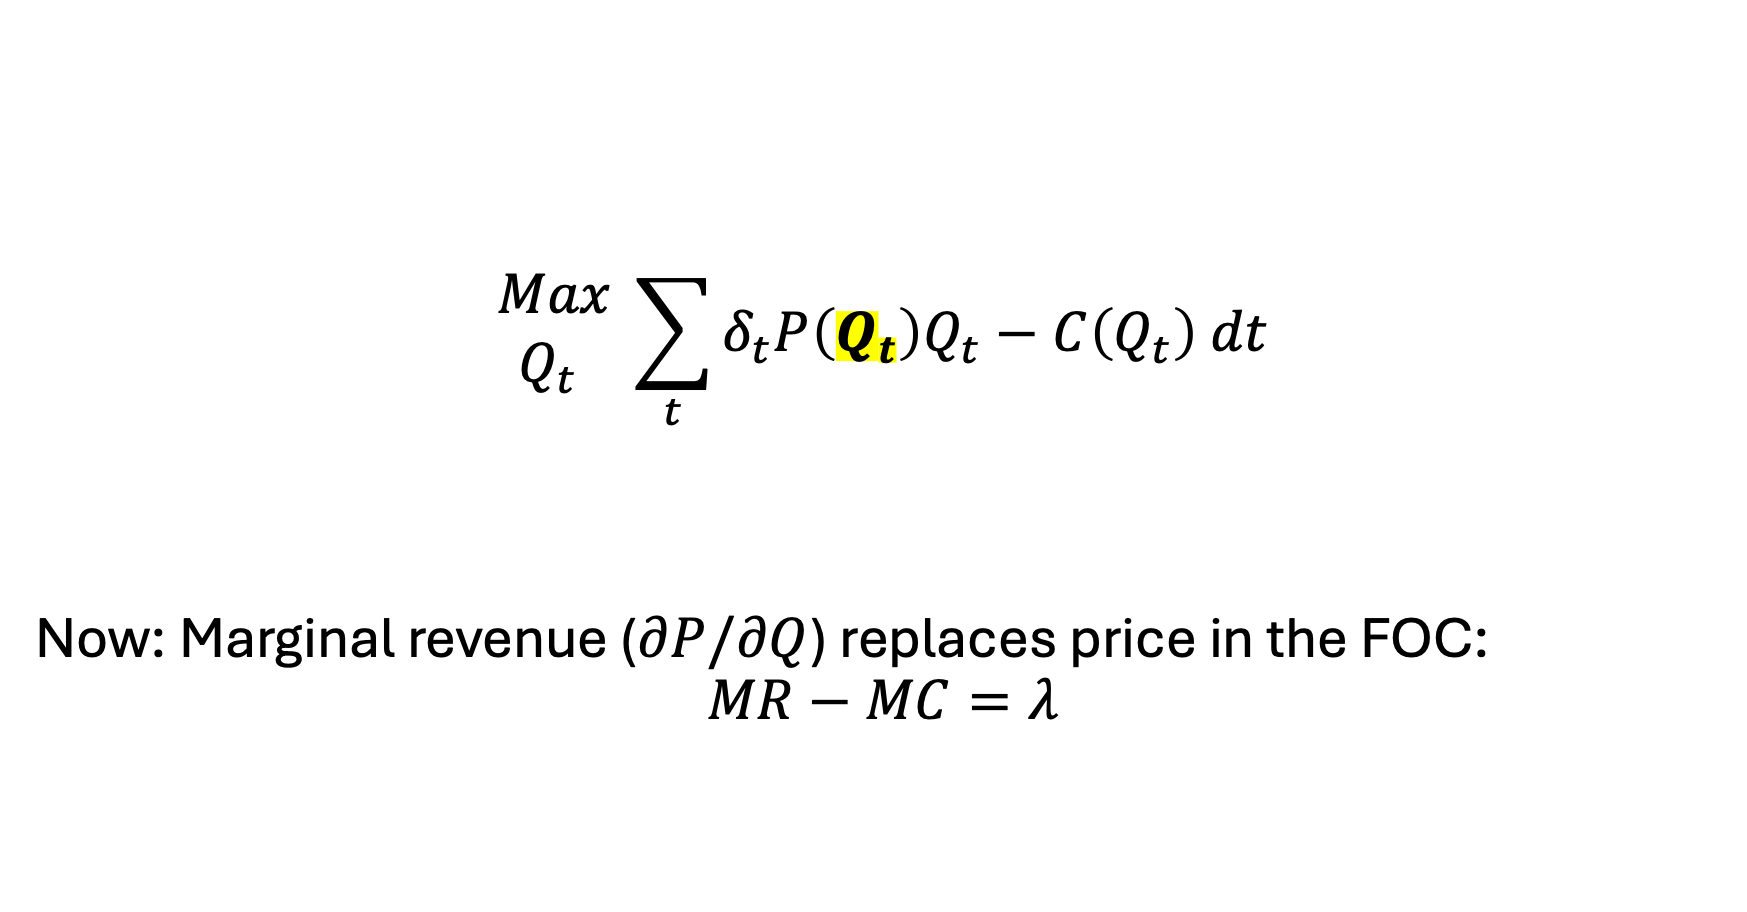 Max Q_t ∑_t δ_t P(Q_t)Q_t − C(Q_t) dt
Now: Marginal revenue (∂P/∂Q) replaces price in the FOC:
MR − MC = λ